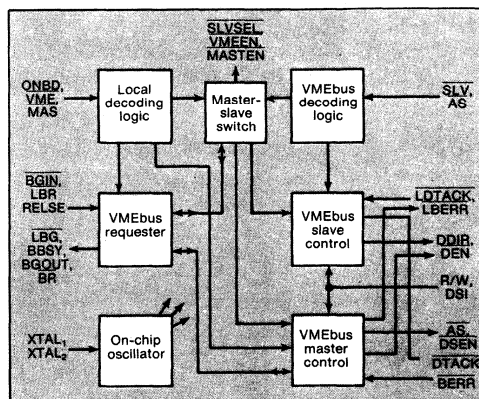 SLVSEL,
VMEEN,
MASTEN
ONBD,
VME,
MAS
Local
decoding
logic
Master-
slave
switch
VMEbus
decoding
logic
SLV,
AS
BGIN,
LBR
RELSE
VMEbus
requester
VMEbus
slave
control
LDTACK,
LBERR
LBG,
BBSY,
BGOUT,
BR
DDIR,
DEN
R/W,
DSI
XTAL₁
XTAL₂
On-chip
oscillator
VMEbus
master
control
AS,
DSEN
DTACK
BERR